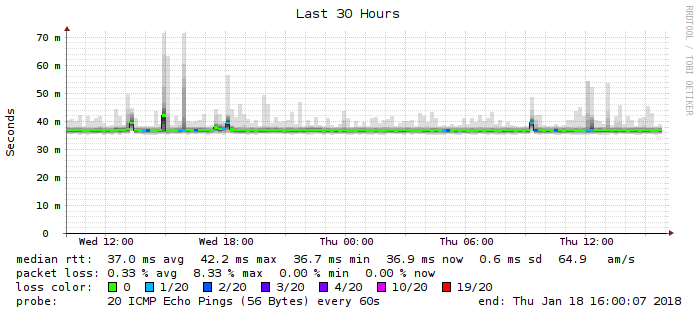 Last 30 Hours
RRDTOOL / TOBI OETIKER
Seconds
70 m
60 m
50 m
40 m
30 m
20 m
10 m
0
Wed 12:00 Wed 18:00 Thu 00:00 Thu 06:00 Thu 12:00
median rtt: 37.0 ms avg 42.2 ms max 36.7 ms min 36.9 ms now 0.6 ms sd 64.9 am/s
packet loss: 0.33 % avg 8.33 % max 0.00 % min 0.00 % now
loss color: 0 1/20 2/20 3/20 4/20 10/20 19/20
probe: 20 ICMP Echo Pings (56 Bytes) every 60s end: Thu Jan 18 16:00:07 2018